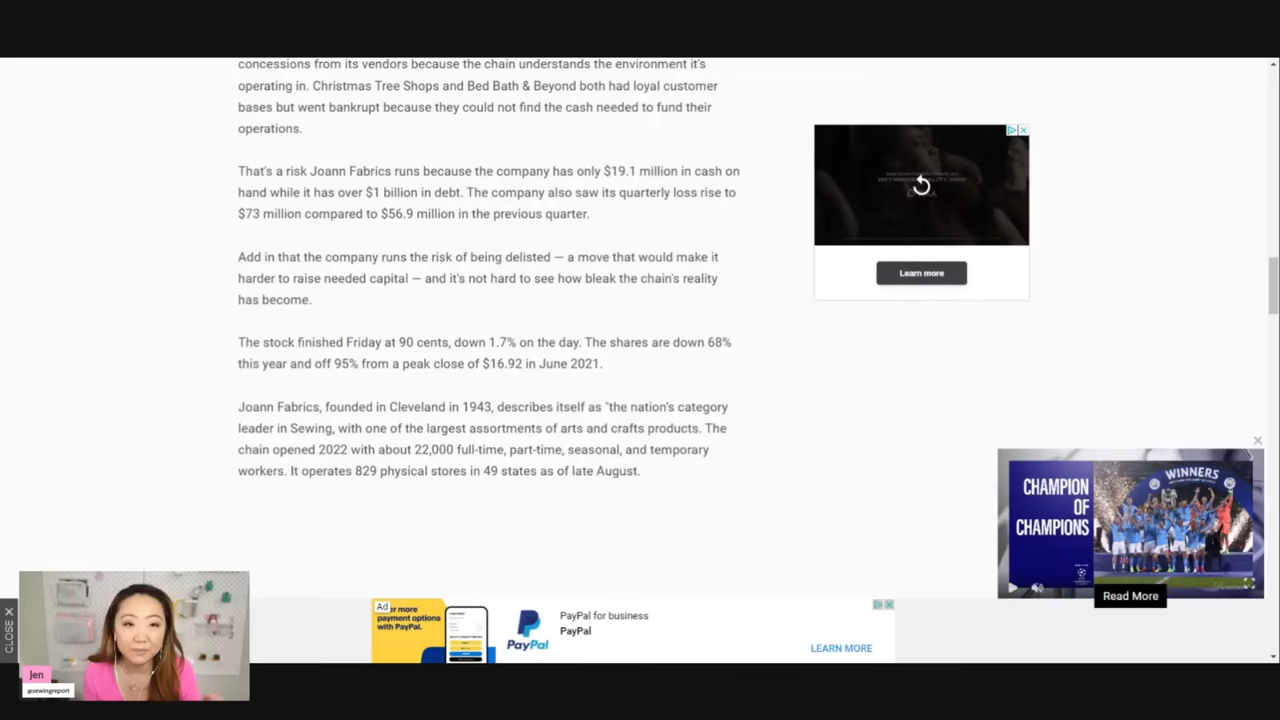 concessions from its vendors because the chain understands the environment it's
operating in. Christmas Tree Shops and Bed Bath & Beyond both had loyal customer
bases but went bankrupt because they could not find the cash needed to fund their
operations.
That's a risk Joann Fabrics runs because the company has only $19.1 million in cash on
hand while it has over $1 billion in debt. The company also saw its quarterly loss rise to
$73 million compared to $56.9 million in the previous quarter.
Add in that the company runs the risk of being delisted — a move that would make it
harder to raise needed capital — and it's not hard to see how bleak the chain's reality
has become.
The stock finished Friday at 90 cents, down 1.7% on the day. The shares are down 68%
this year and off 95% from a peak close of $16.92 in June 2021.
Joann Fabrics, founded in Cleveland in 1943, describes itself as "the nation's category
leader in Sewing, with one of the largest assortments of arts and crafts products. The
chain opened 2022 with about 22,000 full-time, part-time, seasonal, and temporary
workers. It operates 829 physical stores in 49 states as of late August.
Learn more
CHAMPION
OF
CHAMPIONS
WINNERS
Read More
CLOSE
Jen
@sewingreport
Ad
er more
payment options
with PayPal.
PayPal
PayPal for business
PayPal
LEARN MORE